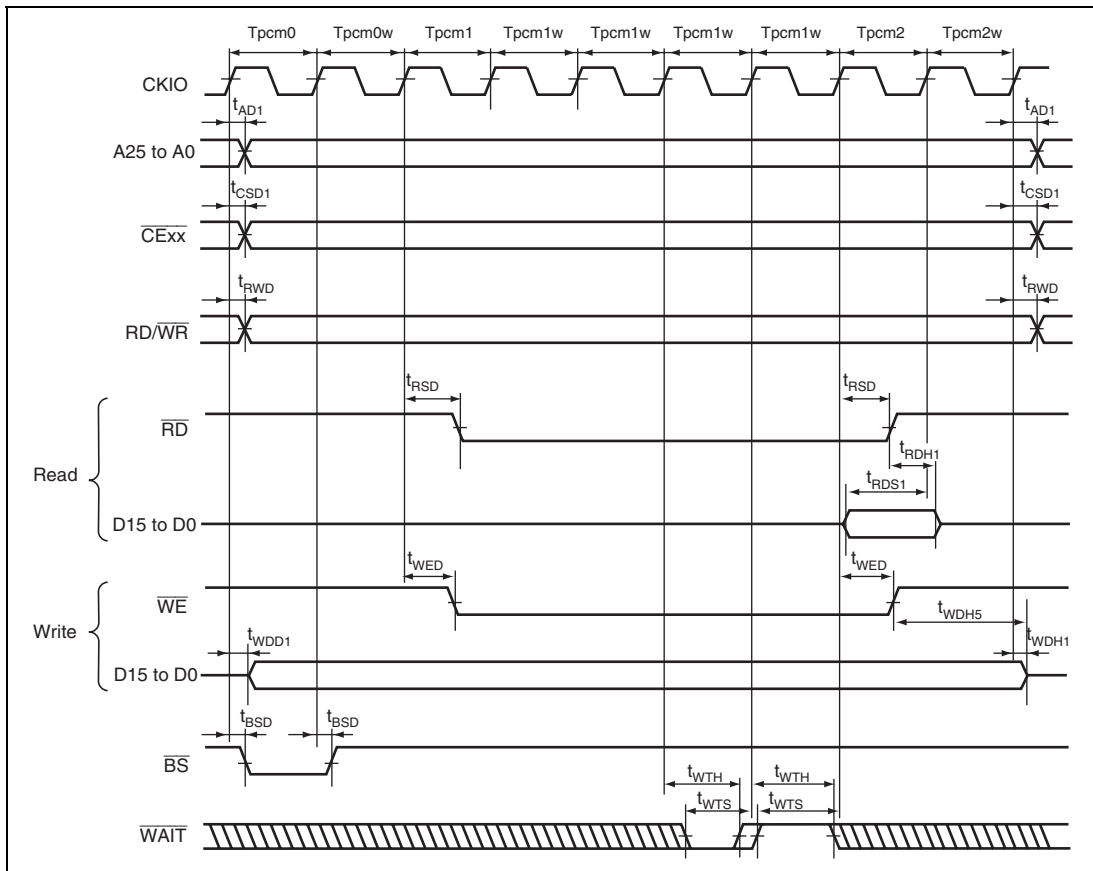 Tpcm0 Tpcm0w Tpcm1 Tpcm1w Tpcm1w Tpcm1w Tpcm1w Tpcm2 Tpcm2w
CKIO
tAD1 tAD1
A25 to A0
tCSD1 tCSD1
CExx
tRWD tRWD
RD/WR
tRSD tRSD
RD
tRDH1
Read
tRDS1
D15 to D0
tWED tWED
WE
tWDH5
Write
tWDD1 tWDH1
D15 to D0
tBSD tBSD
BS
tWTH tWTH
tWTS tWTS
WAIT